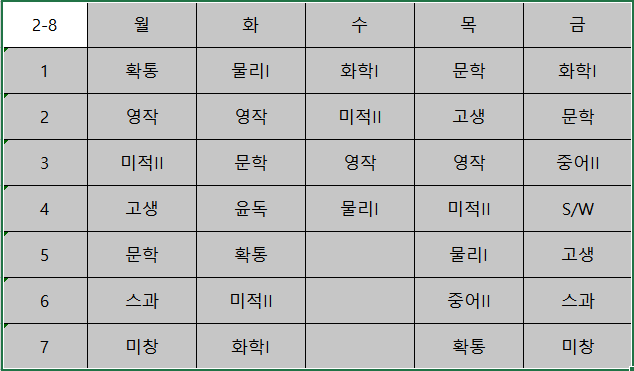 2-8 월 화 수 목 금
1 확통 물리I 화학I 문학 화학I
2 영작 영작 미적II 고생 문학
3 미적II 문학 영작 영작 중어II
4 고생 윤독 물리I 미적II S/W
5 문학 확통 물리I 고생
6 스과 미적II 중어II 스과
7 미창 화학I 확통 미창